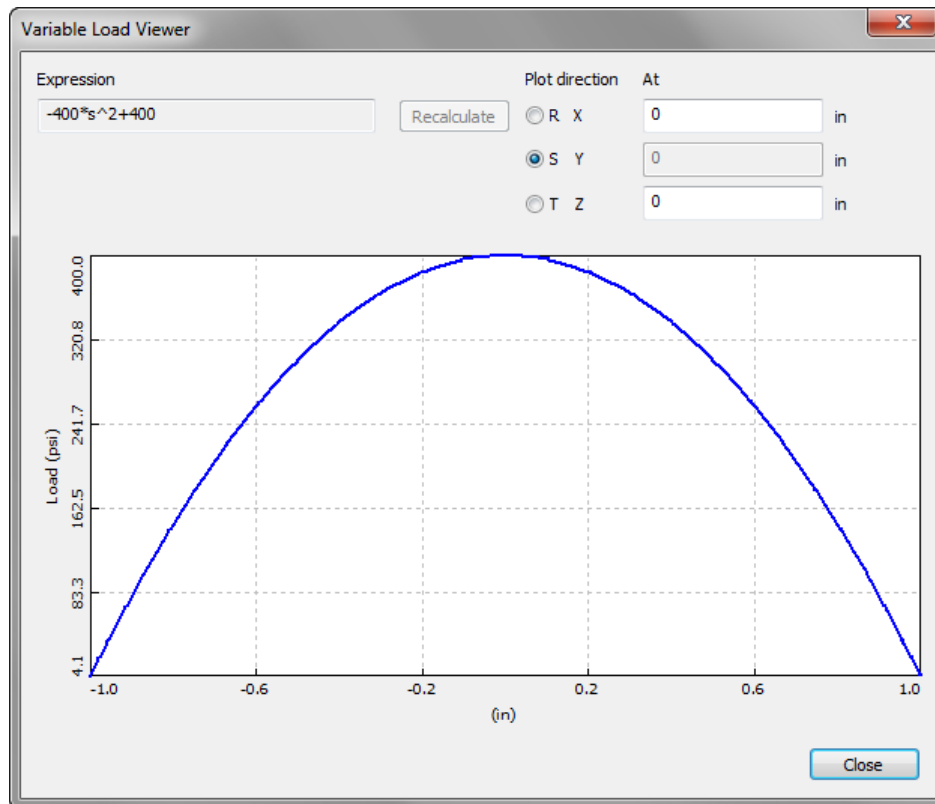 Variable Load Viewer
Expression
-400*s^2+400
Recalculate
Plot direction At
R X 0 in
S Y 0 in
T Z 0 in
Load (psi)
400.0
320.8
241.7
162.5
83.3
4.1
-1.0 -0.6 -0.2 0.2 0.6 1.0
(in)
Close